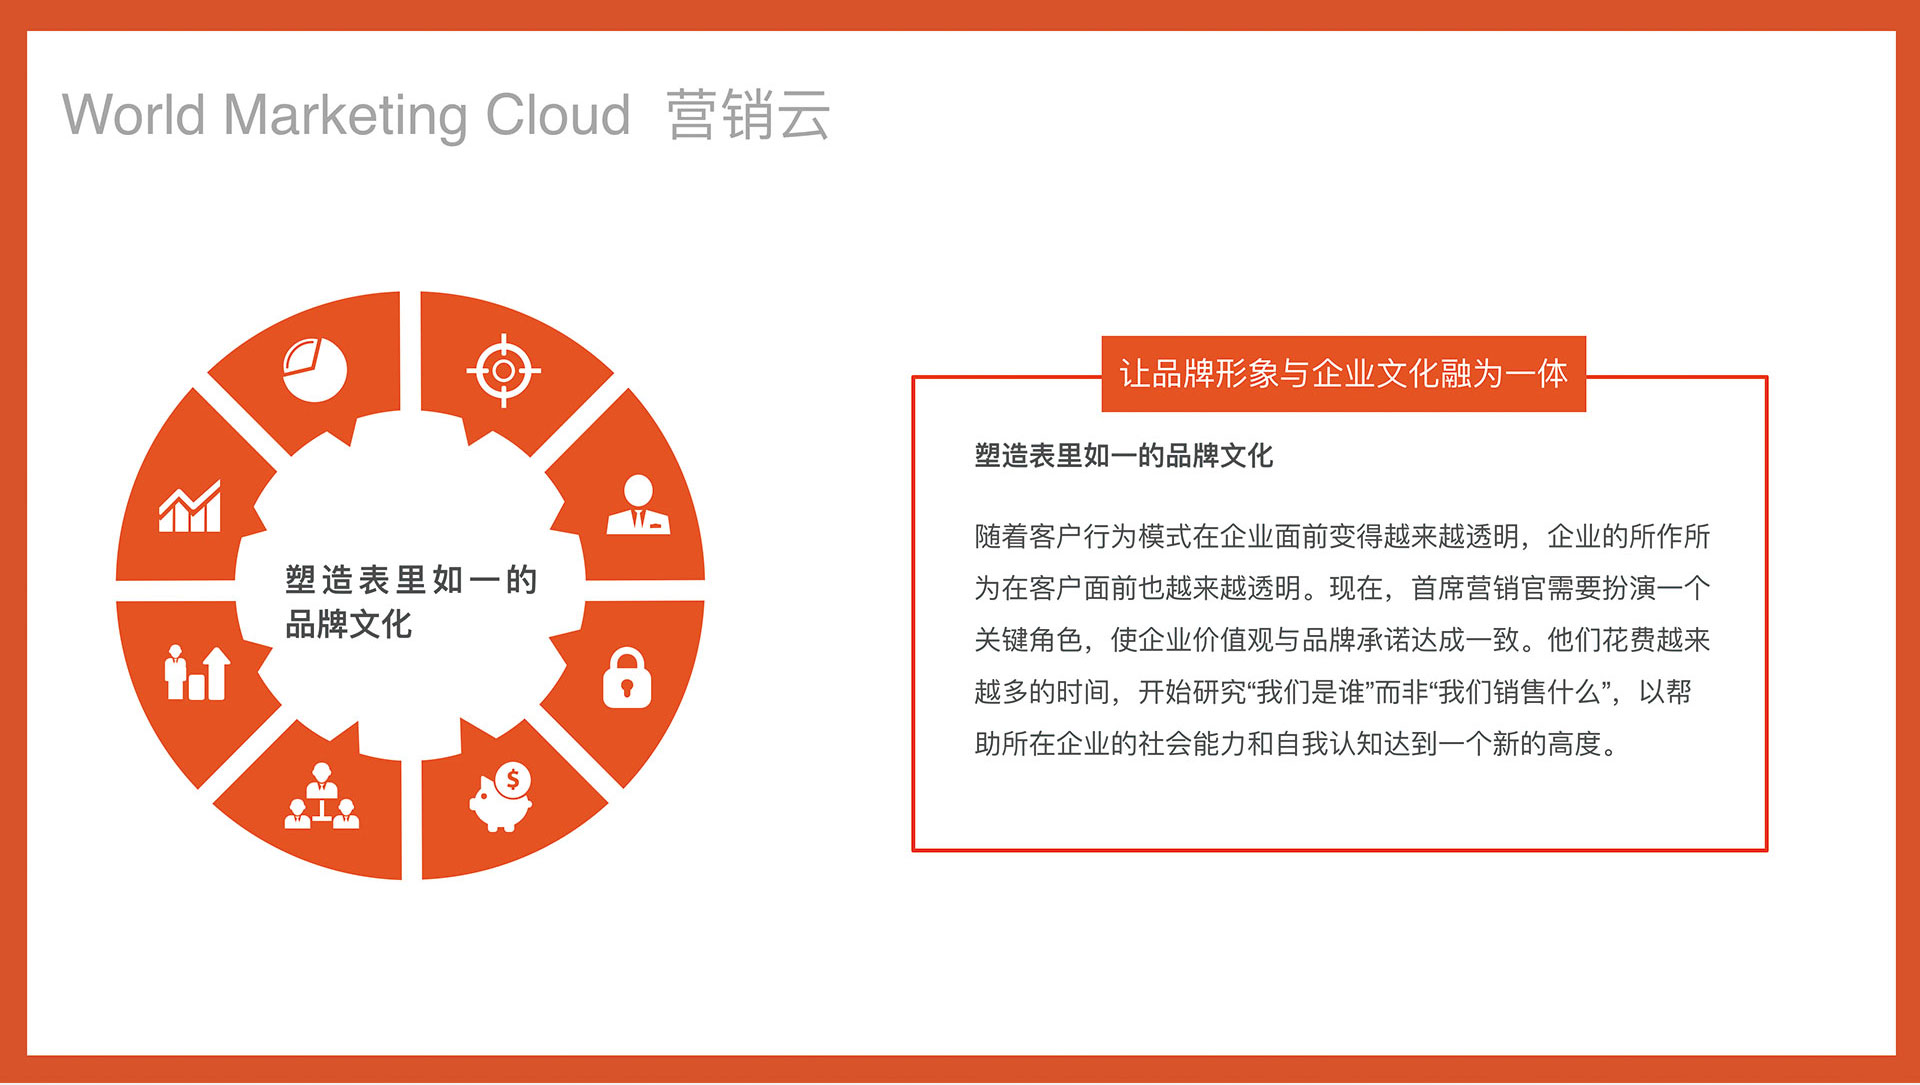 World Marketing Cloud 营销云
塑造表里如一的
品牌文化
$
让品牌形象与企业文化融为一体
塑造表里如一的品牌文化
随着客户行为模式在企业面前变得越来越透明，企业的所作所
为在客户面前也越来越透明。现在，首席营销官需要扮演一个
关键角色，使企业价值观与品牌承诺达成一致。他们花费越来
越多的时间，开始研究“我们是谁”而非“我们销售什么”，以帮
助所在企业的社会能力和自我认知达到一个新的高度。